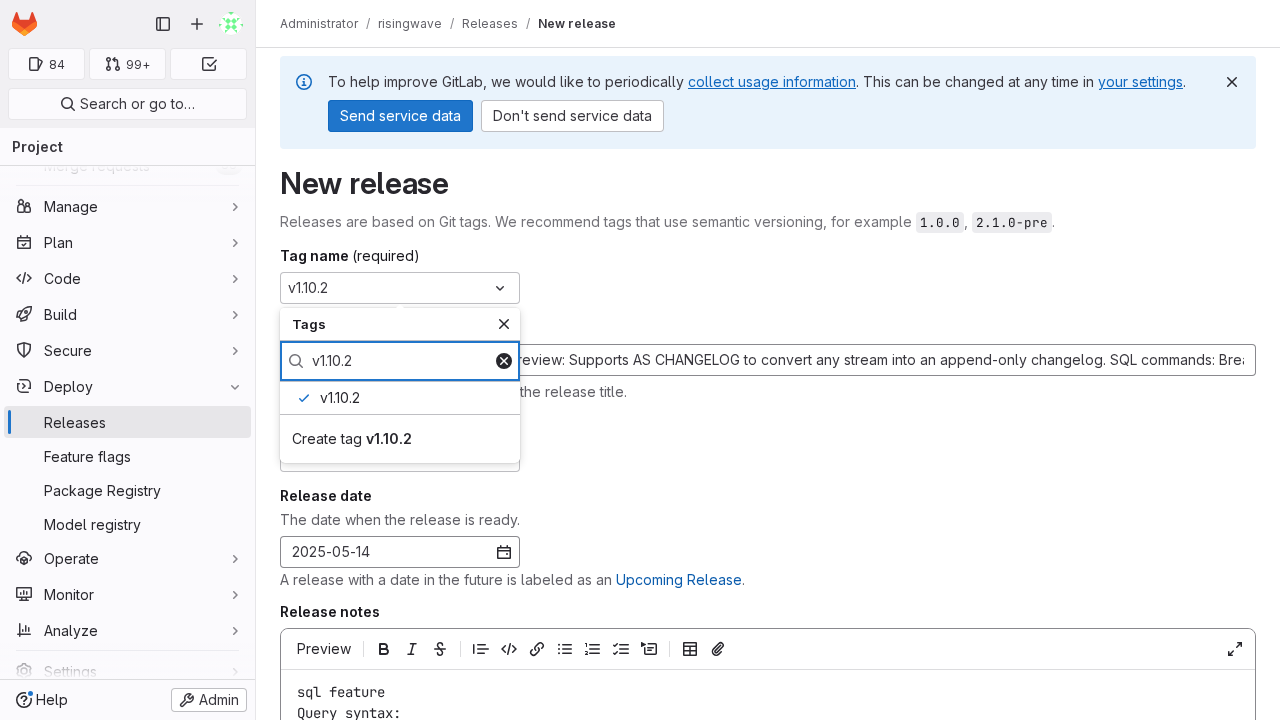 Administrator / risingwave / Releases / New release
84
99+
Search or go to…
Project
Merge requests
Manage
Plan
Code
Build
Secure
Deploy
Releases
Feature flags
Package Registry
Model registry
Operate
Monitor
Analyze
Settings
Help
Admin
To help improve GitLab, we would like to periodically collect usage information. This can be changed at any time in your settings.
Send service data
Don't send service data
New release
Releases are based on Git tags. We recommend tags that use semantic versioning, for example 1.0.0, 2.1.0-pre.
Tag name (required)
v1.10.2
Tags
v1.10.2
v1.10.2
Create tag v1.10.2
review: Supports AS CHANGELOG to convert any stream into an append-only changelog. SQL commands: Brea
the release title.
Release date
The date when the release is ready.
2025-05-14
A release with a date in the future is labeled as an Upcoming Release.
Release notes
Preview
sql feature
Query syntax: